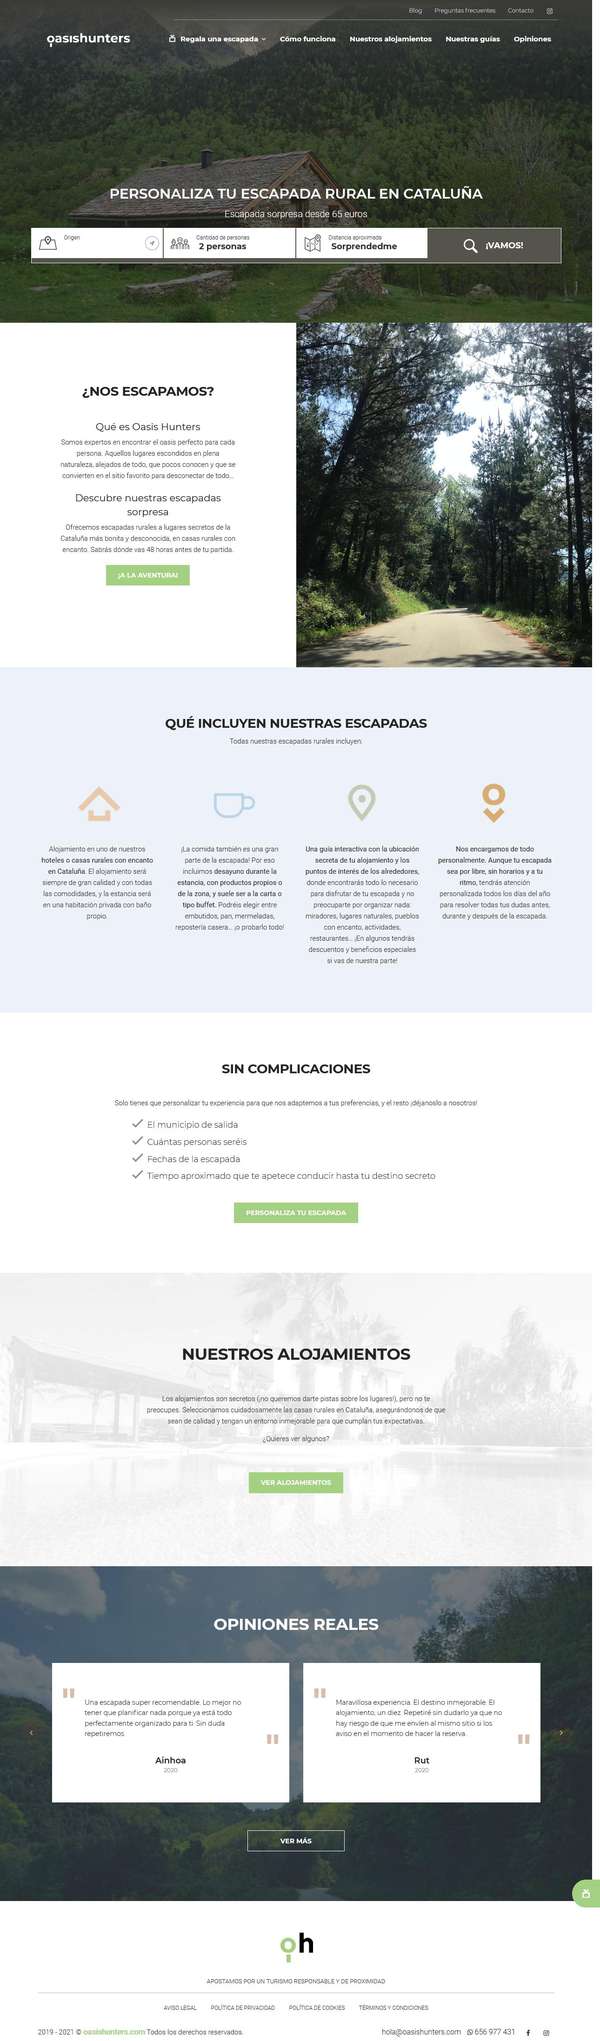 Blog Preguntas frecuentes Contacto
oasishunters
Regala una escapada Cómo funciona Nuestros alojamientos Nuestras guías Opiniones
PERSONALIZA TU ESCAPADA RURAL EN CATALUÑA
Escapada sorpresa desde 65 euros
Origen
Cantidad de personas
2 personas
Distancia aproximada
Sorprendedme
¡VAMOS!
¿NOS ESCAPAMOS?
Qué es Oasis Hunters
Somos expertos en encontrar el oasis perfecto para cada
persona. Aquellos lugares escondidos en plena
naturaleza, alejados de todo, que pocos conocen y que se
convierten en el sitio favorito para desconectar de todo...
Descubre nuestras escapadas
sorpresa
Ofrecemos escapadas rurales a lugares secretos de la
Cataluña más bonita y desconocida, en casas rurales con
encanto. Sabrás dónde vas 48 horas antes de tu partida.
¡A LA AVENTURA!
QUÉ INCLUYEN NUESTRAS ESCAPADAS
Todas nuestras escapadas rurales incluyen:
Alojamiento en uno de nuestros
hoteles o casas rurales con encanto
en Cataluña. El alojamiento será
siempre de gran calidad y con todas
las comodidades, y la estancia será
en una habitación privada con baño
propio.
¡La comida también es una gran
parte de la escapada! Por eso
incluimos desayuno durante la
estancia, con productos propios o
de la zona, y suele ser a la carta o
tipo buffet. Podréis elegir entre
embutidos, pan, mermeladas,
repostería casera... ¡o probarlo todo!
Una guía interactiva con la ubicación
secreta de tu alojamiento y los
puntos de interés de los alrededores,
donde encontrarás todo lo necesario
para disfrutar de tu escapada y no
preocuparte por organizar nada:
miradores, lugares naturales, pueblos
con encanto, actividades,
restaurantes... ¡En algunos tendrás
descuentos y beneficios especiales
si vas de nuestra parte!
Nos encargamos de todo
personalmente. Aunque tu escapada
sea por libre, sin horarios y a tu
ritmo, tendrás atención
personalizada todos los días del año
para resolver todas tus dudas antes,
durante y después de la escapada.
SIN COMPLICACIONES
Solo tienes que personalizar tu experiencia para que nos adaptemos a tus preferencias, y el resto ¡déjanoslo a nosotros!
El municipio de salida
Cuántas personas seréis
Fechas de la escapada
Tiempo aproximado que te apetece conducir hasta tu destino secreto
PERSONALIZA TU ESCAPADA
NUESTROS ALOJAMIENTOS
Los alojamientos son secretos (¡no queremos darte pistas sobre los lugares!), pero no te
preocupes. Seleccionamos cuidadosamente las casas rurales en Cataluña, asegurándonos de que
sean de calidad y tengan un entorno inmejorable para que cumplan tus expectativas.
¿Quieres ver algunos?
VER ALOJAMIENTOS
OPINIONES REALES
Una escapada super recomendable. Lo mejor no
tener que planificar nada porque ya está todo
perfectamente organizado para ti. Sin duda
repetiremos.
Ainhoa
2020
Maravillosa experiencia. El destino inmejorable. El
alojamiento, un diez. Repetiré sin dudarlo ya que no
hay riesgo de que me envíen al mismo sitio si los
aviso en el momento de hacer la reserva.
Rut
2020
VER MÁS
oh
APOSTAMOS POR UN TURISMO RESPONSABLE Y DE PROXIMIDAD
AVISO LEGAL POLÍTICA DE PRIVACIDAD POLÍTICA DE COOKIES TÉRMINOS Y CONDICIONES
2019 - 2021 © oasishunters.com Todos los derechos reservados. hola@oasishunters.com 656 977 431